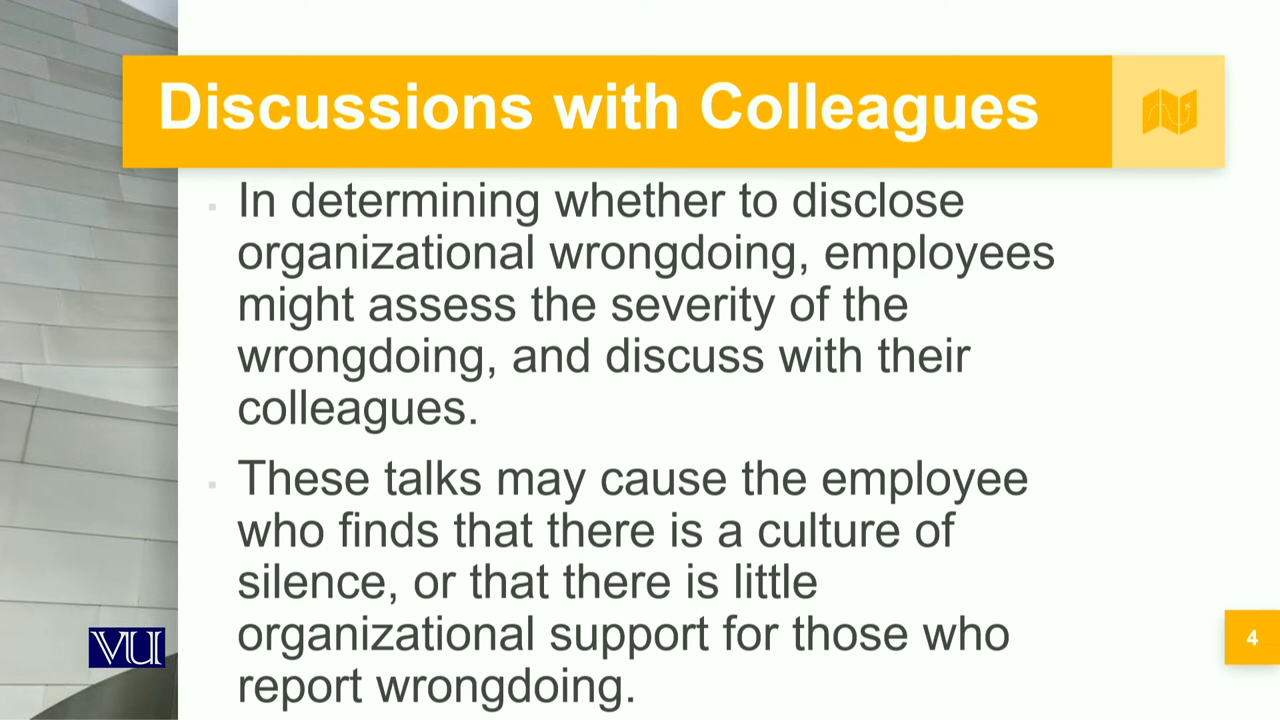 Discussions with Colleagues
In determining whether to disclose
organizational wrongdoing, employees
might assess the severity of the
wrongdoing, and discuss with their
colleagues.
These talks may cause the employee
who finds that there is a culture of
silence, or that there is little
organizational support for those who
report wrongdoing.
VU
4